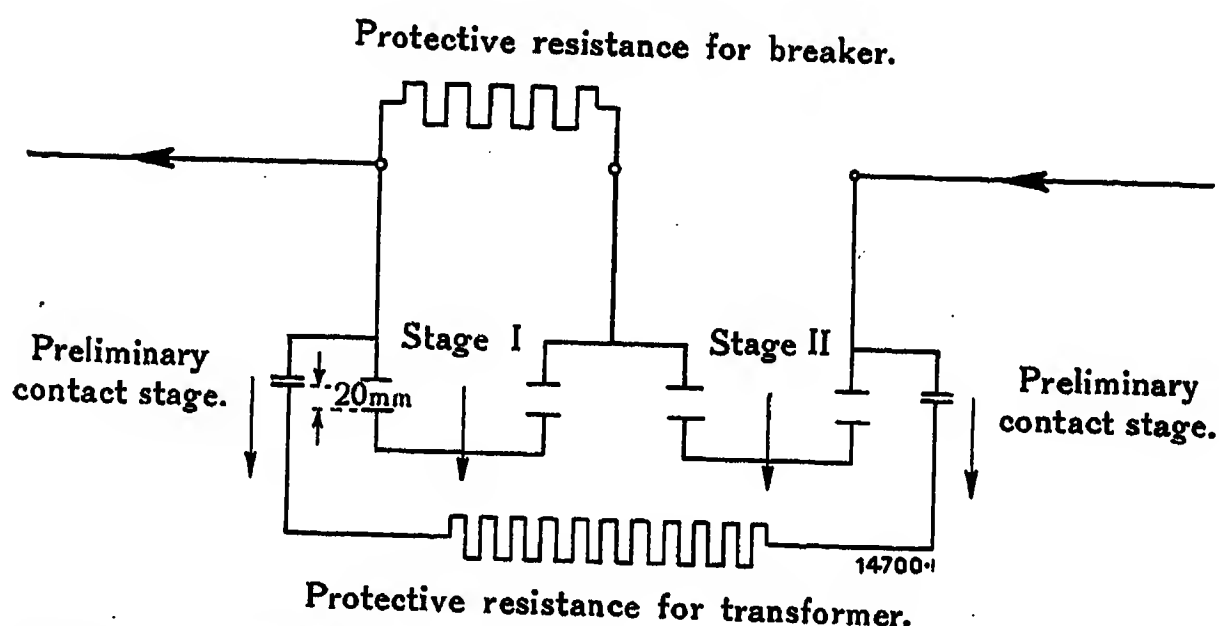 Protective resistance for breaker.
Stage I
Stage II
Preliminary
contact stage.
20mm
Preliminary
contact stage.
14700·1
Protective resistance for transformer.